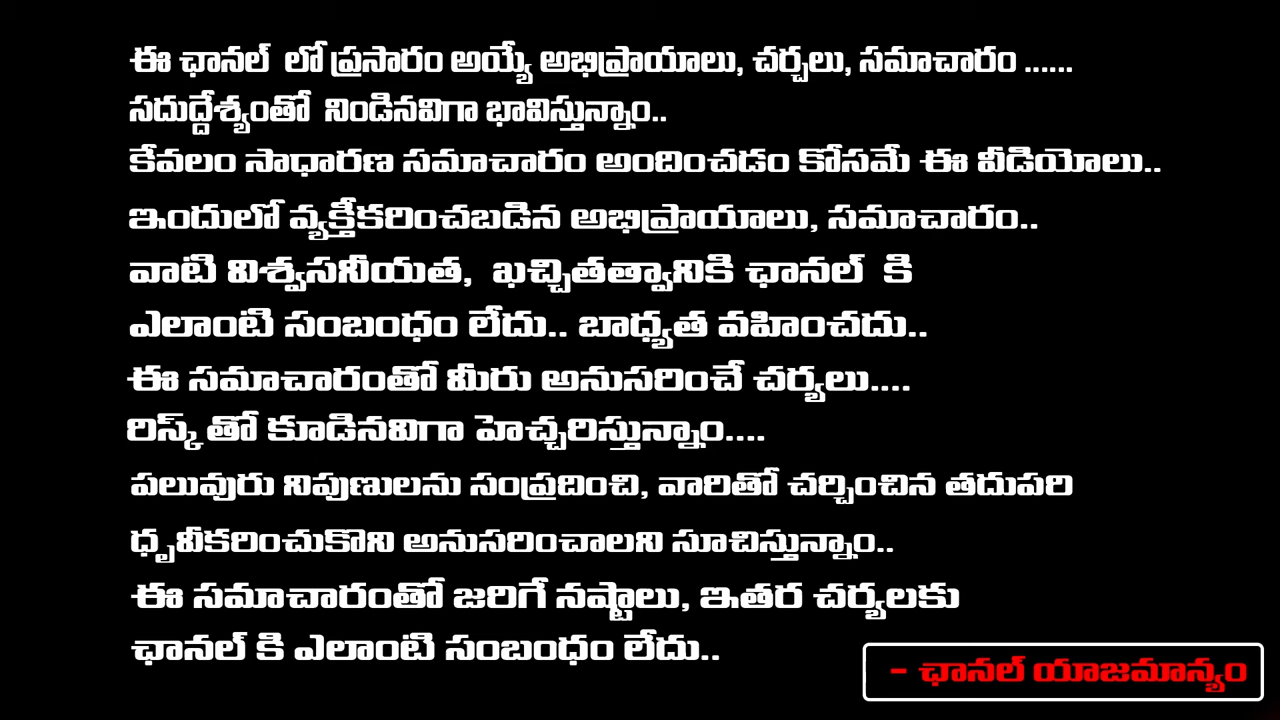 ఈ ఛానల్ లో ప్రసారం అయ్యే అభిప్రాయాలు, చర్చలు, సమాచారం ......
సదుద్దేశ్యంతో నిండినవిగా భావిస్తున్నాం..
కేవలం సాధారణ సమాచారం అందించడం కోసమే ఈ వీడియోలు..
ఇందులో వ్యక్తీకరించబడిన అభిప్రాయాలు, సమాచారం..
వాటి విశ్వసనీయత, ఖచ్చితత్వానికి ఛానల్ కి
ఎలాంటి సంబంధం లేదు.. బాధ్యత వహించదు..
ఈ సమాచారంతో మీరు అనుసరించే చర్యలు....
రిస్క్ తో కూడినవిగా హెచ్చరిస్తున్నాం....
పలువురు నిపుణులను సంప్రదించి, వారితో చర్చించిన తదుపరి
ధృవీకరించుకొని అనుసరించాలని సూచిస్తున్నాం..
ఈ సమాచారంతో జరిగే నష్టాలు, ఇతర చర్యలకు
ఛానల్ కి ఎలాంటి సంబంధం లేదు..
- ఛానల్ యాజమాన్యం